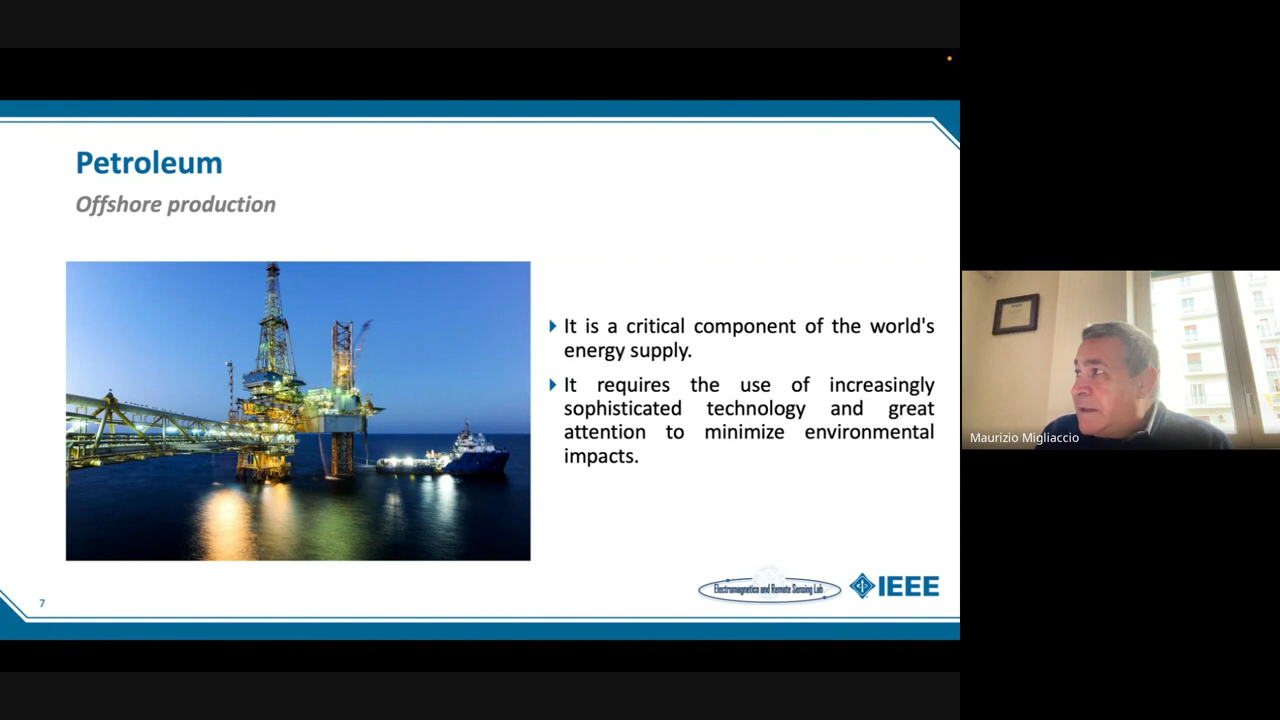 Petroleum
Offshore production
It is a critical component of the world's
energy supply.
It requires the use of increasingly
sophisticated technology and great
attention to minimize environmental
impacts.
Maurizio Migliaccio
Electromagnetics and Remote Sensing Lab
IEEE
7